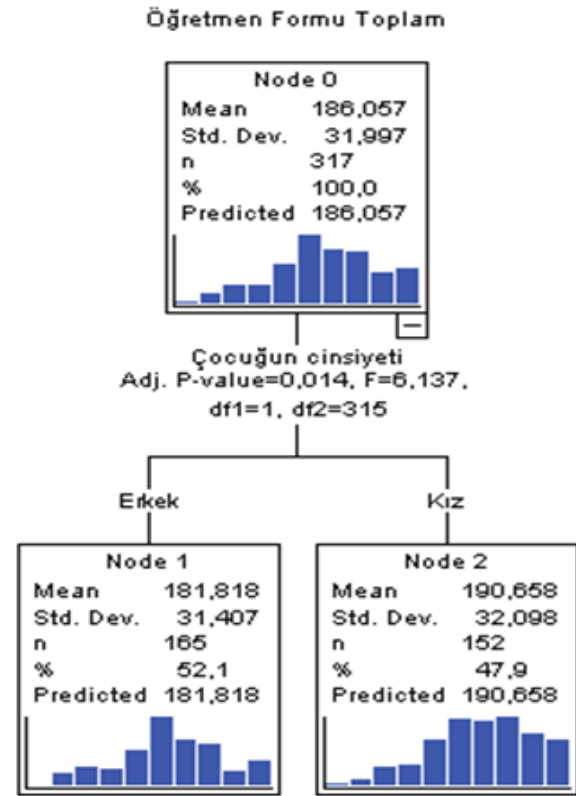 Öğretmen Formu Toplam
Node 0
Mean 186,057
Std. Dev. 31,997
n 317
% 100,0
Predicted 186,057
Çocuğun cinsiyeti
Adj. P-value=0,014, F=6,137,
df1=1, df2=315
Erkek
Kız
Node 1
Mean 181,818
Std. Dev. 31,407
n 165
% 52,1
Predicted 181,818
Node 2
Mean 190,658
Std. Dev. 32,098
n 152
% 47,9
Predicted 190,658